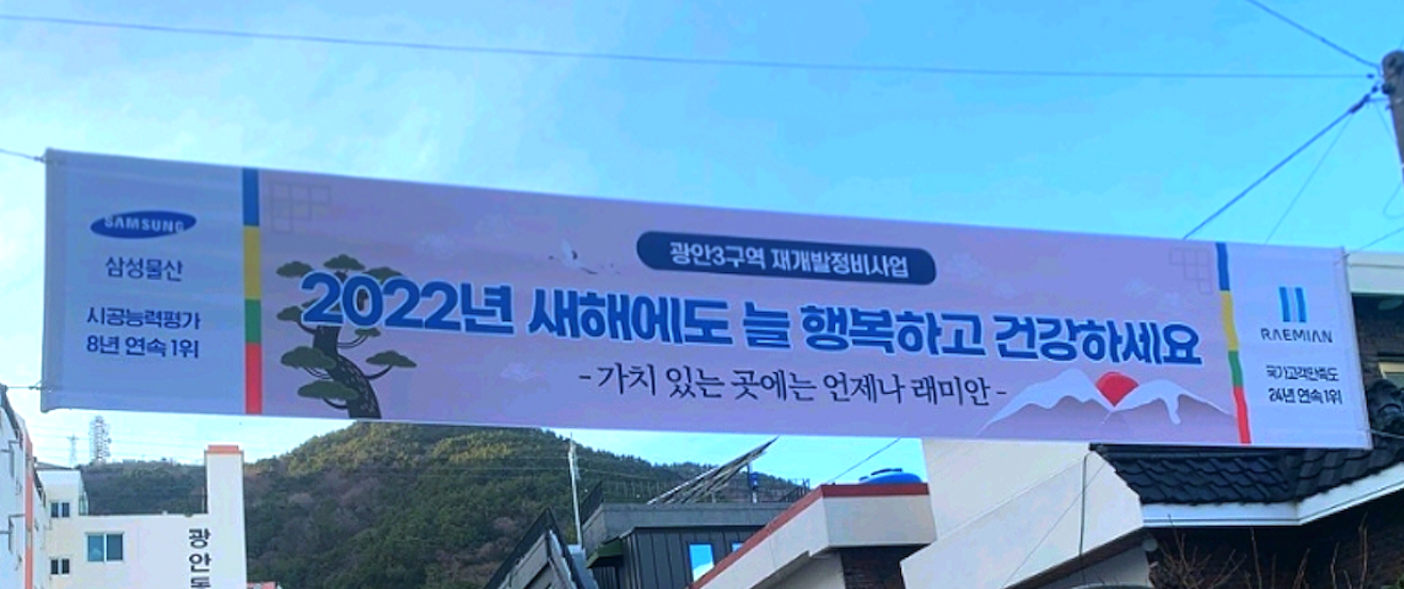 SAMSUNG
삼성물산
시공능력평가
8년 연속 1위
광안3구역 재개발정비사업
2022년 새해에도 늘 행복하고 건강하세요
- 가치 있는 곳에는 언제나 래미안 -
RAEMIAN
국가고객만족도
24년 연속 1위
광안동